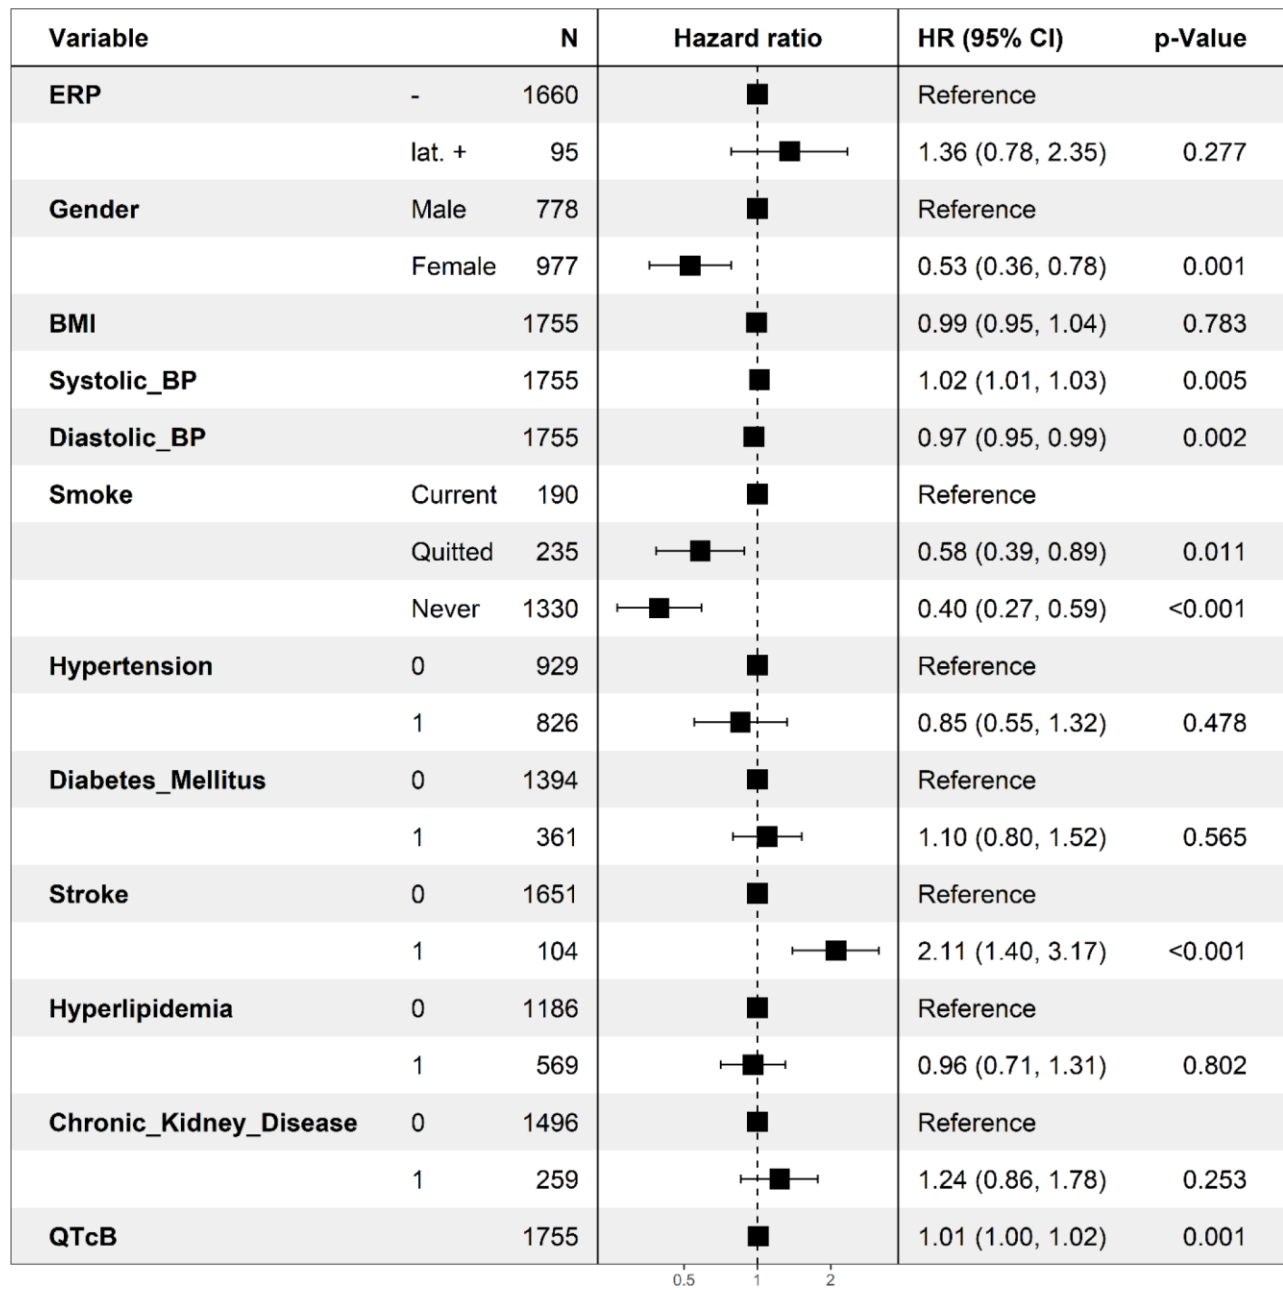 Variable N Hazard ratio HR (95% CI) p-Value
ERP - 1660 Reference
lat. + 95 1.36 (0.78, 2.35) 0.277
Gender Male 778 Reference
Female 977 0.53 (0.36, 0.78) 0.001
BMI 1755 0.99 (0.95, 1.04) 0.783
Systolic_BP 1755 1.02 (1.01, 1.03) 0.005
Diastolic_BP 1755 0.97 (0.95, 0.99) 0.002
Smoke Current 190 Reference
Quitted 235 0.58 (0.39, 0.89) 0.011
Never 1330 0.40 (0.27, 0.59) <0.001
Hypertension 0 929 Reference
1 826 0.85 (0.55, 1.32) 0.478
Diabetes_Mellitus 0 1394 Reference
1 361 1.10 (0.80, 1.52) 0.565
Stroke 0 1651 Reference
1 104 2.11 (1.40, 3.17) <0.001
Hyperlipidemia 0 1186 Reference
1 569 0.96 (0.71, 1.31) 0.802
Chronic_Kidney_Disease 0 1496 Reference
1 259 1.24 (0.86, 1.78) 0.253
QTcB 1755 1.01 (1.00, 1.02) 0.001
0.5 1 2